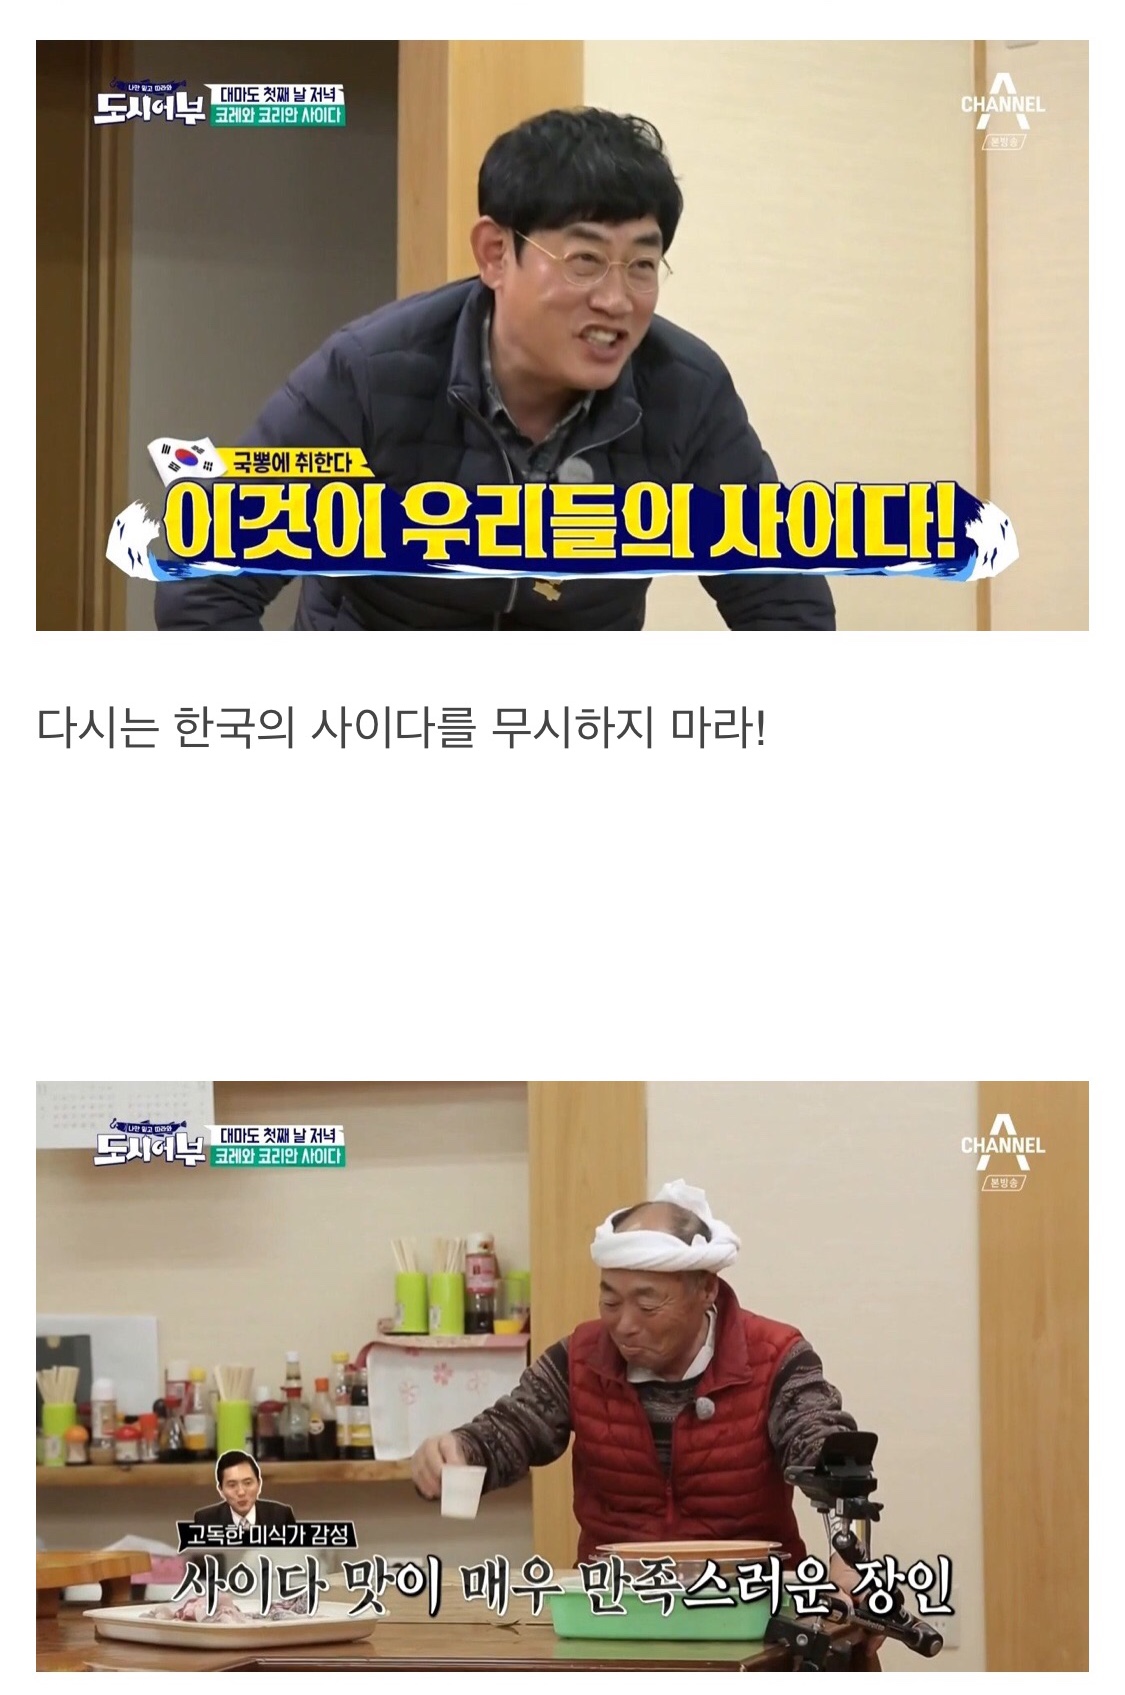 나만 믿고 따라와
도시어부
대마도 첫째 날 저녁
코레와 코리안 사이다
CHANNEL A
본방송
국뽕에 취한다
이것이 우리들의 사이다!
다시는 한국의 사이다를 무시하지 마라!
나만 믿고 따라와
도시어부
대마도 첫째 날 저녁
코레와 코리안 사이다
CHANNEL A
본방송
고독한 미식가 감성
사이다 맛이 매우 만족스러운 장인